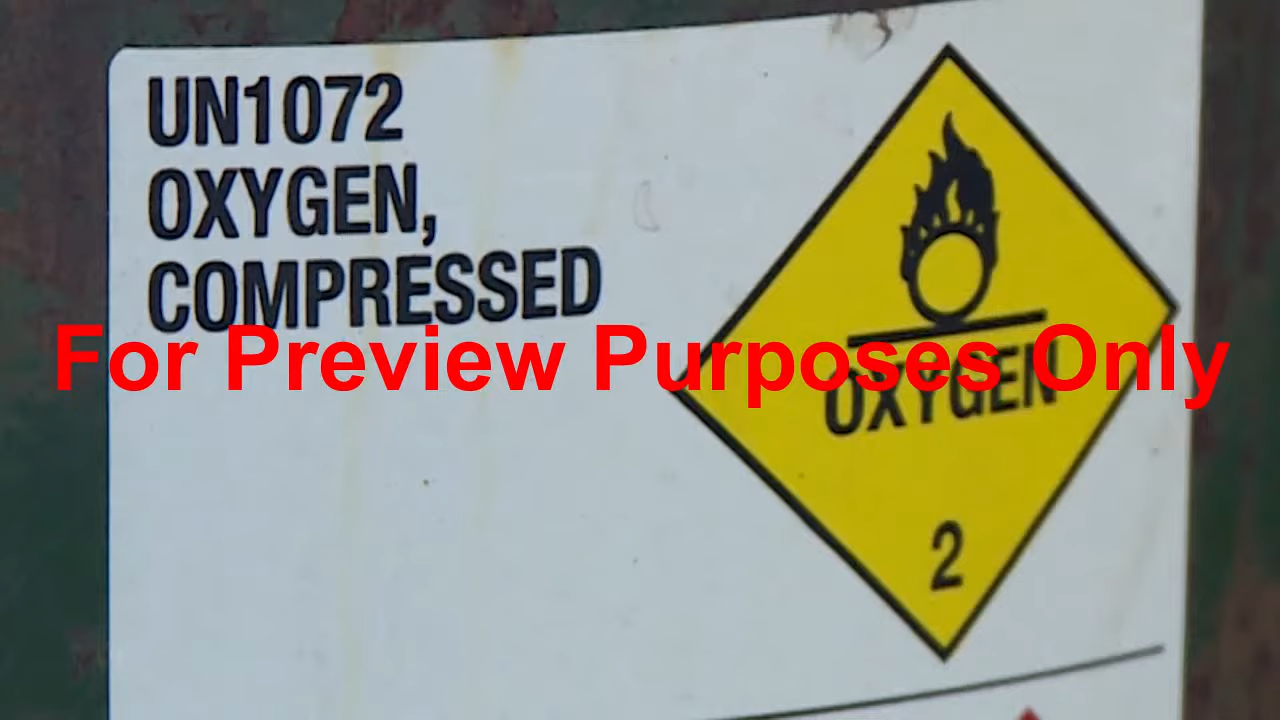 UN1072
OXYGEN,
COMPRESSED
For Preview Purposes Only
OXYGEN
2